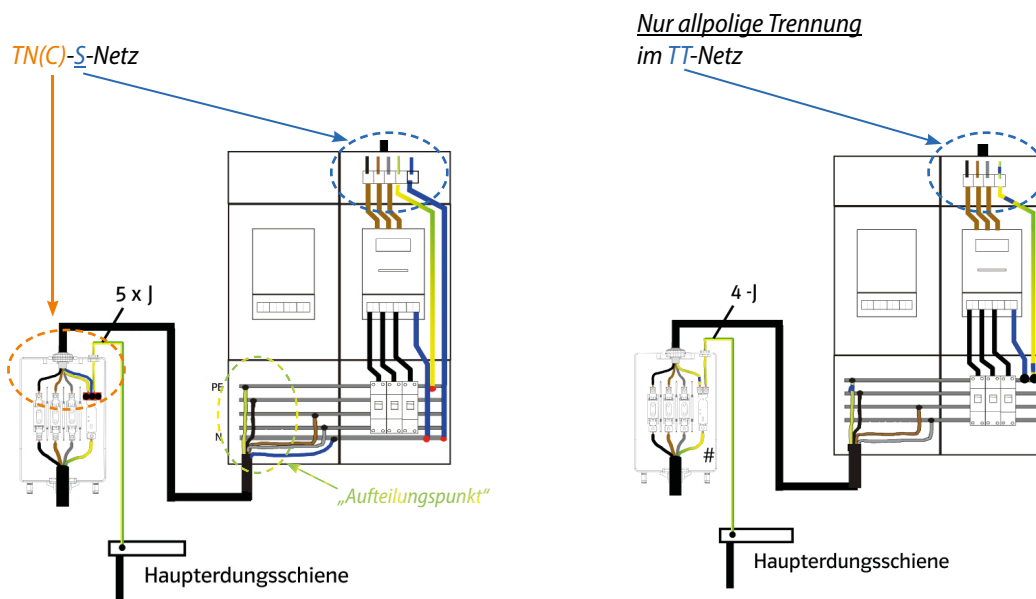 TN(C)-S-Netz
5 x J
PE
N
„Aufteilungspunkt“
Haupterdungsschiene
Nur allpolige Trennung
im TT-Netz
4 -J
#
Haupterdungsschiene